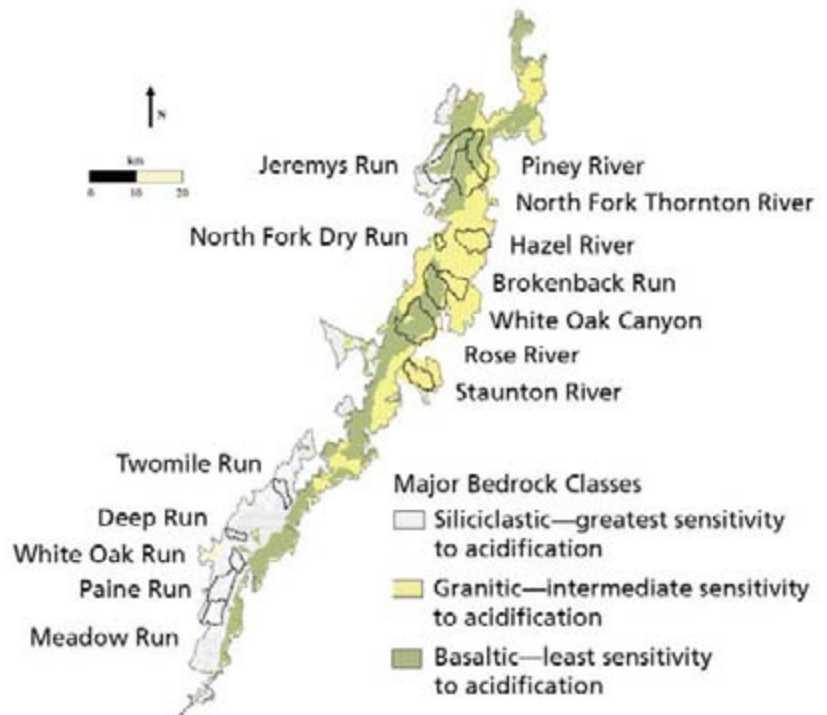 N
km
0 10 20
Jeremys Run
Piney River
North Fork Thornton River
North Fork Dry Run
Hazel River
Brokenback Run
White Oak Canyon
Rose River
Staunton River
Twomile Run
Deep Run
White Oak Run
Paine Run
Meadow Run
Major Bedrock Classes
Siliciclastic—greatest sensitivity
to acidification
Granitic—intermediate sensitivity
to acidification
Basaltic—least sensitivity
to acidification